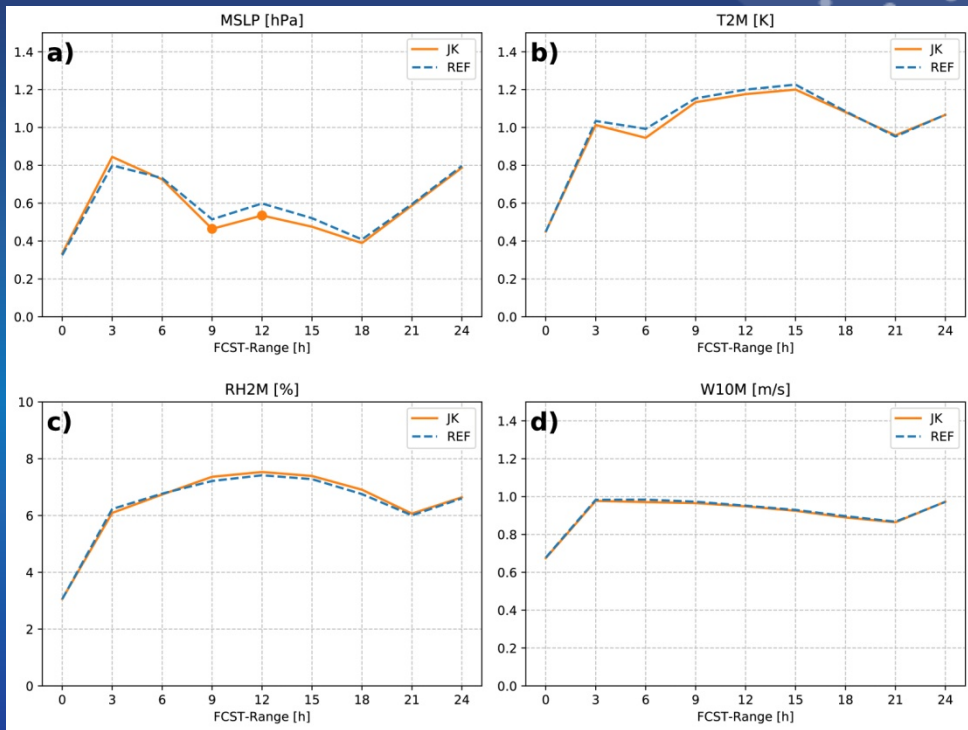 MSLP [hPa]
a)
JK
REF
1.4
1.2
1.0
0.8
0.6
0.4
0.2
0.0
0 3 6 9 12 15 18 21 24
FCST-Range [h]
T2M [K]
b)
JK
REF
1.4
1.2
1.0
0.8
0.6
0.4
0.2
0.0
0 3 6 9 12 15 18 21 24
FCST-Range [h]
RH2M [%]
c)
JK
REF
10
8
6
4
2
0
0 3 6 9 12 15 18 21 24
FCST-Range [h]
W10M [m/s]
d)
JK
REF
1.4
1.2
1.0
0.8
0.6
0.4
0.2
0.0
0 3 6 9 12 15 18 21 24
FCST-Range [h]